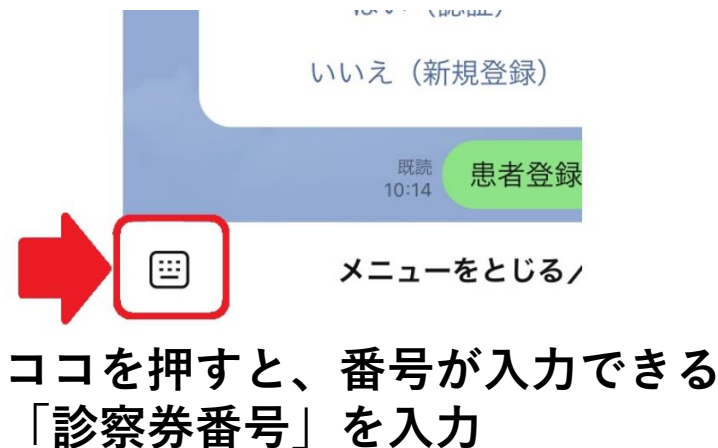 いいえ（新規登録）
既読
10:14
患者登録
メニューをとじる/
ココを押すと、番号が入力できる
「診察券番号」を入力